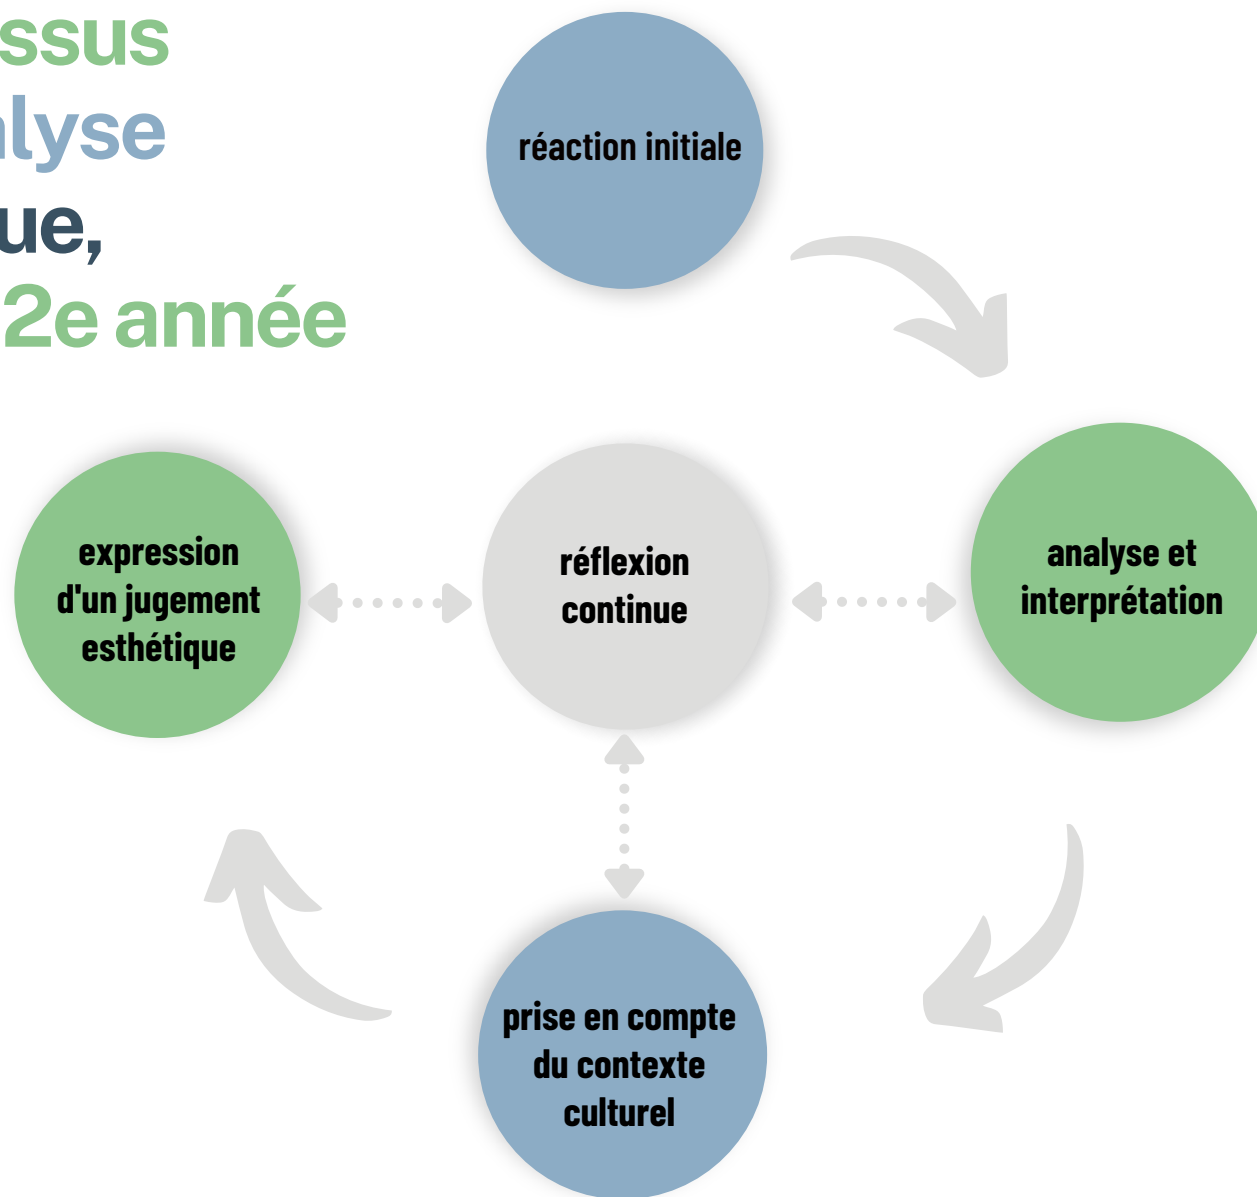 ssus
alyse
ue,
2e année
réaction initiale
expression
d'un jugement
esthétique
réflexion
continue
analyse et
interprétation
prise en compte
du contexte
culturel